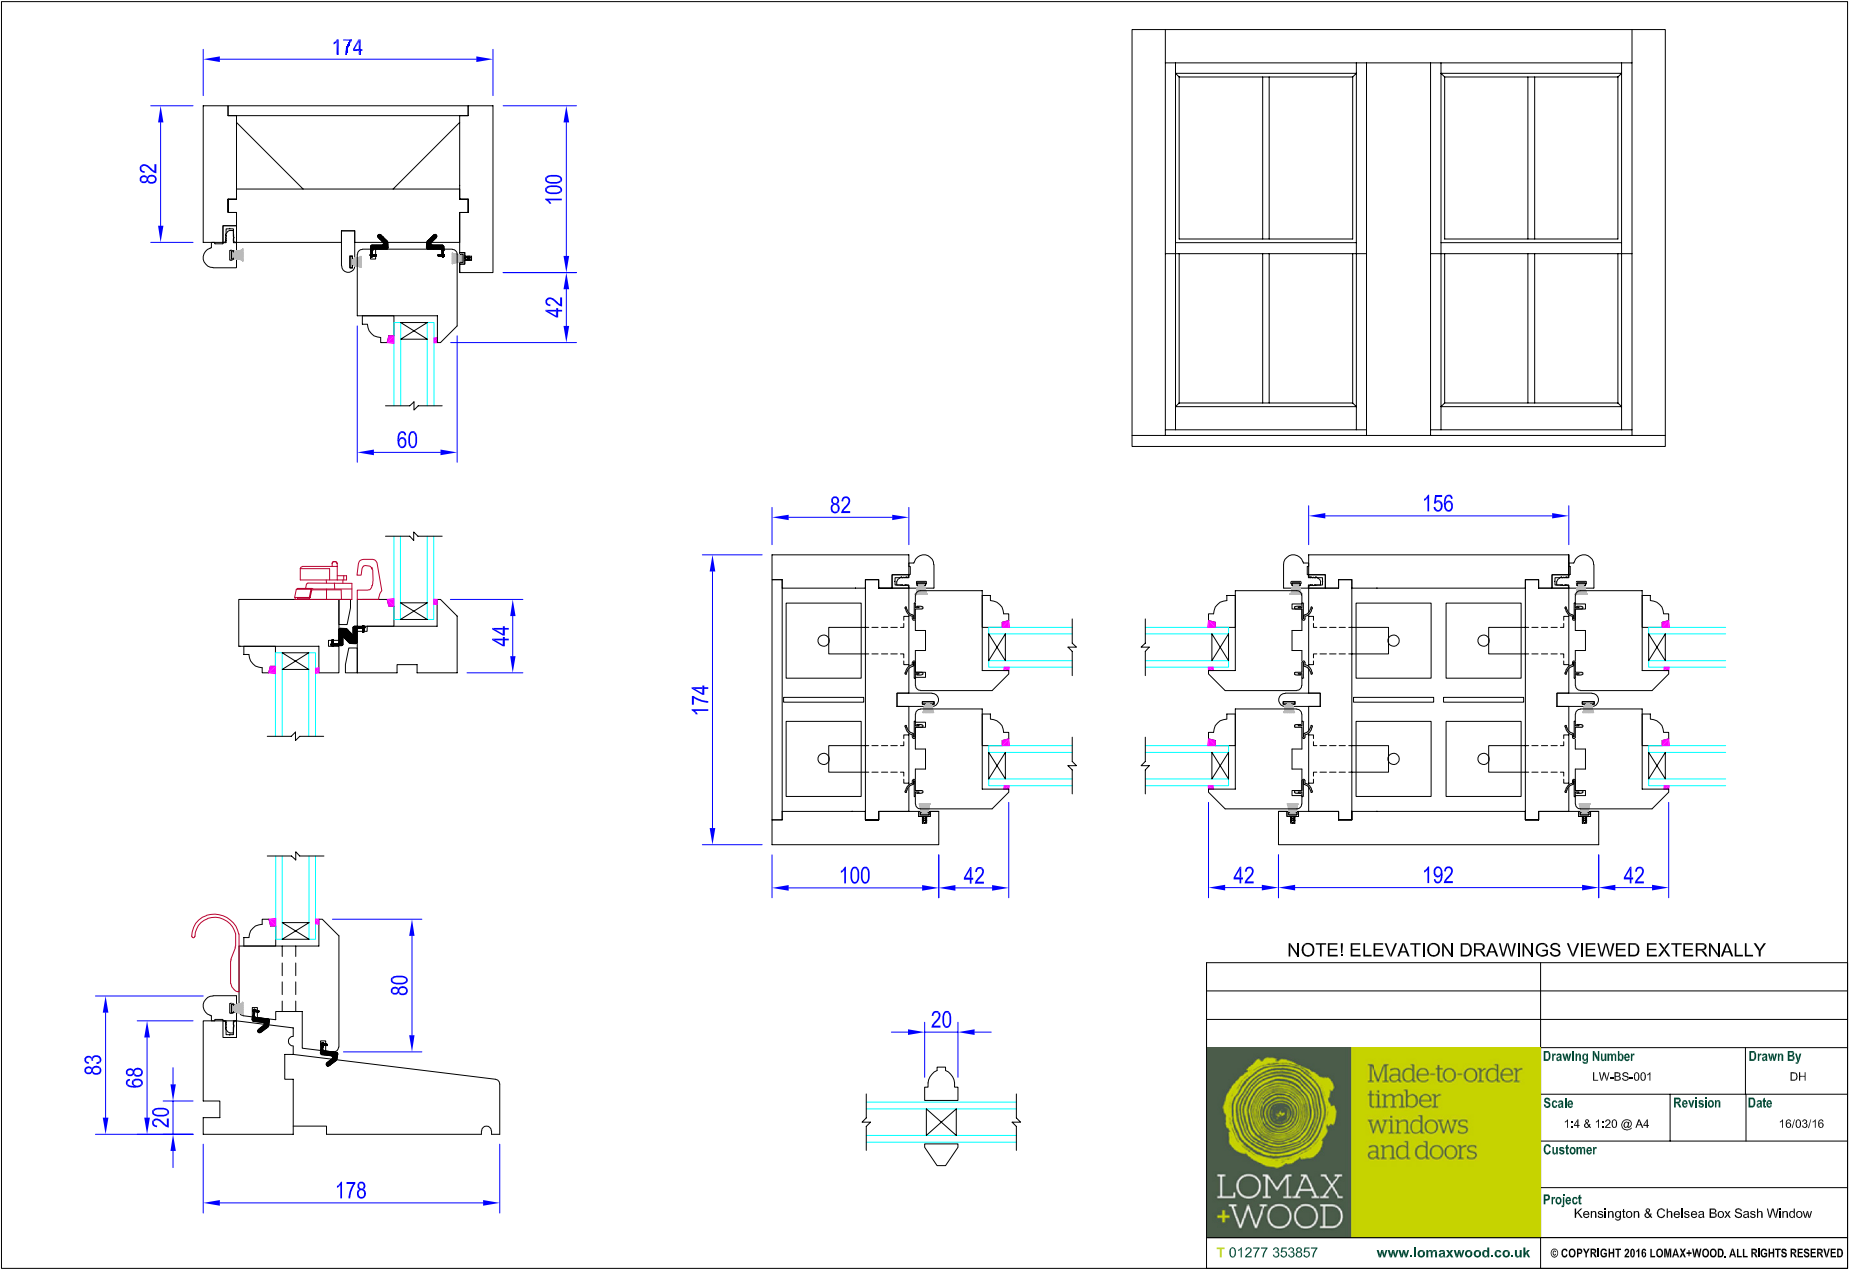 174
82
100
42
60
44
80
83
68
20
178
82
174
100
42
156
42
192
42
20
NOTE! ELEVATION DRAWINGS VIEWED EXTERNALLY
Made-to-order
timber
windows
and doors
LOMAX
+WOOD
T 01277 353857
www.lomaxwood.co.uk
Drawing Number
LW-BS-001
Drawn By
DH
Scale
1:4 & 1:20 @ A4
Revision
Date
16/03/16
Customer
Project
Kensington & Chelsea Box Sash Window
© COPYRIGHT 2016 LOMAX+WOOD. ALL RIGHTS RESERVED